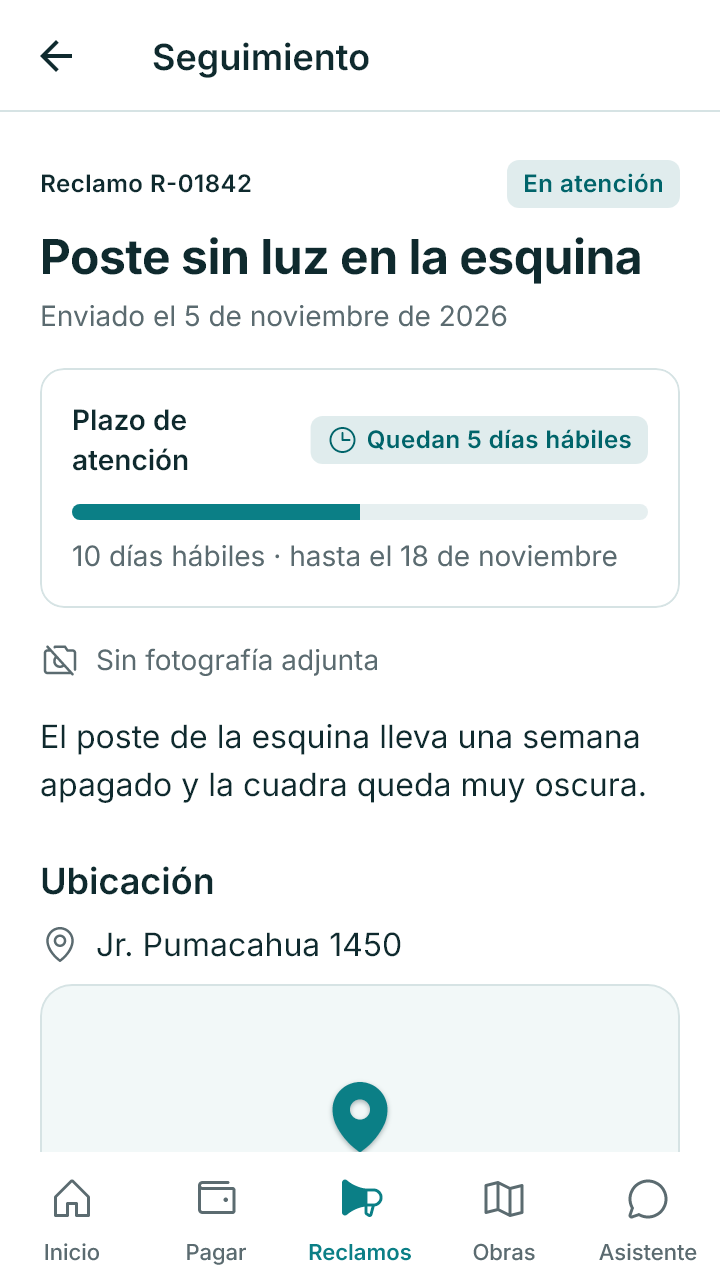 Seguimiento
Reclamo R-01842
En atención
Poste sin luz en la esquina
Enviado el 5 de noviembre de 2026
Plazo de
atención
Quedan 5 días hábiles
10 días hábiles · hasta el 18 de noviembre
Sin fotografía adjunta
El poste de la esquina lleva una semana
apagado y la cuadra queda muy oscura.
Ubicación
Jr. Pumacahua 1450
Inicio
Pagar
Reclamos
Obras
Asistente